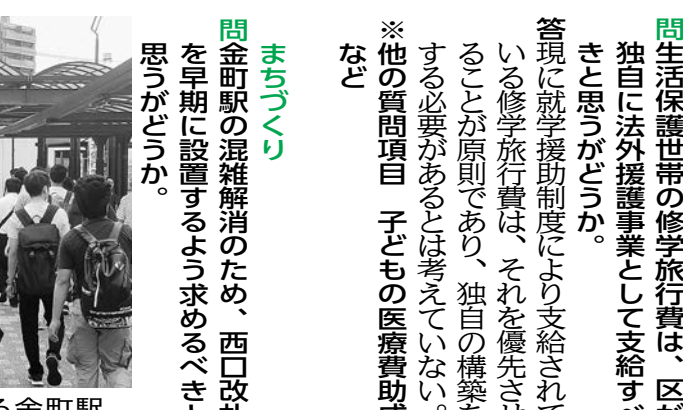 問生活保護世帯の修学旅行費は、区が
独自に法外援護事業として支給すべ
きと思うがどうか。
答現に就学援助制度により支給されて
いる修学旅行費は、それを優先させ
ることが原則であり、独自の構築を
する必要があるとは考えていない。
※他の質問項目　子どもの医療費助成
など
まちづくり
問金町駅の混雑解消のため、西口改札
を早期に設置するよう求めるべきと
思うがどうか。
る金町駅